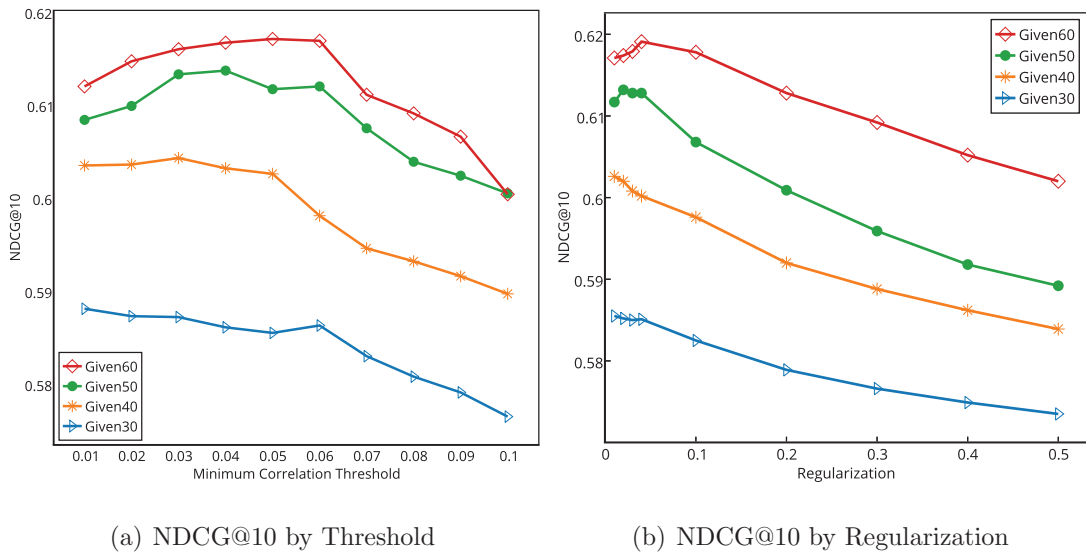 0.62
0.61
0.6
0.59
0.58
NDCG@10
Given60
Given50
Given40
Given30
0.01 0.02 0.03 0.04 0.05 0.06 0.07 0.08 0.09 0.1
Minimum Correlation Threshold
(a) NDCG@10 by Threshold
0.62
0.61
0.6
0.59
0.58
NDCG@10
Given60
Given50
Given40
Given30
0 0.1 0.2 0.3 0.4 0.5
Regularization
(b) NDCG@10 by Regularization